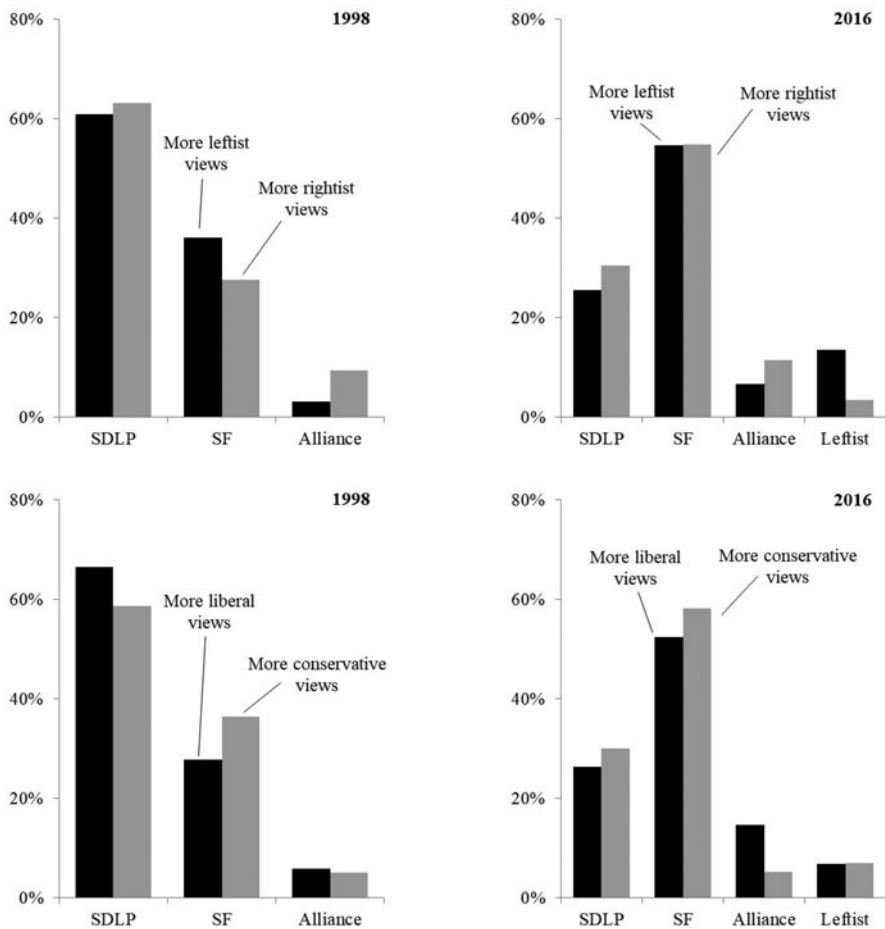 80%
1998
60%
More leftist
views
More rightist
views
40%
20%
0%
SDLP
SF
Alliance
80%
2016
More leftist
views
More rightist
views
60%
40%
20%
0%
SDLP
SF
Alliance
Leftist
80%
1998
60%
More liberal
views
More conservative
views
40%
20%
0%
SDLP
SF
Alliance
80%
2016
More liberal
views
More conservative
views
60%
40%
20%
0%
SDLP
SF
Alliance
Leftist